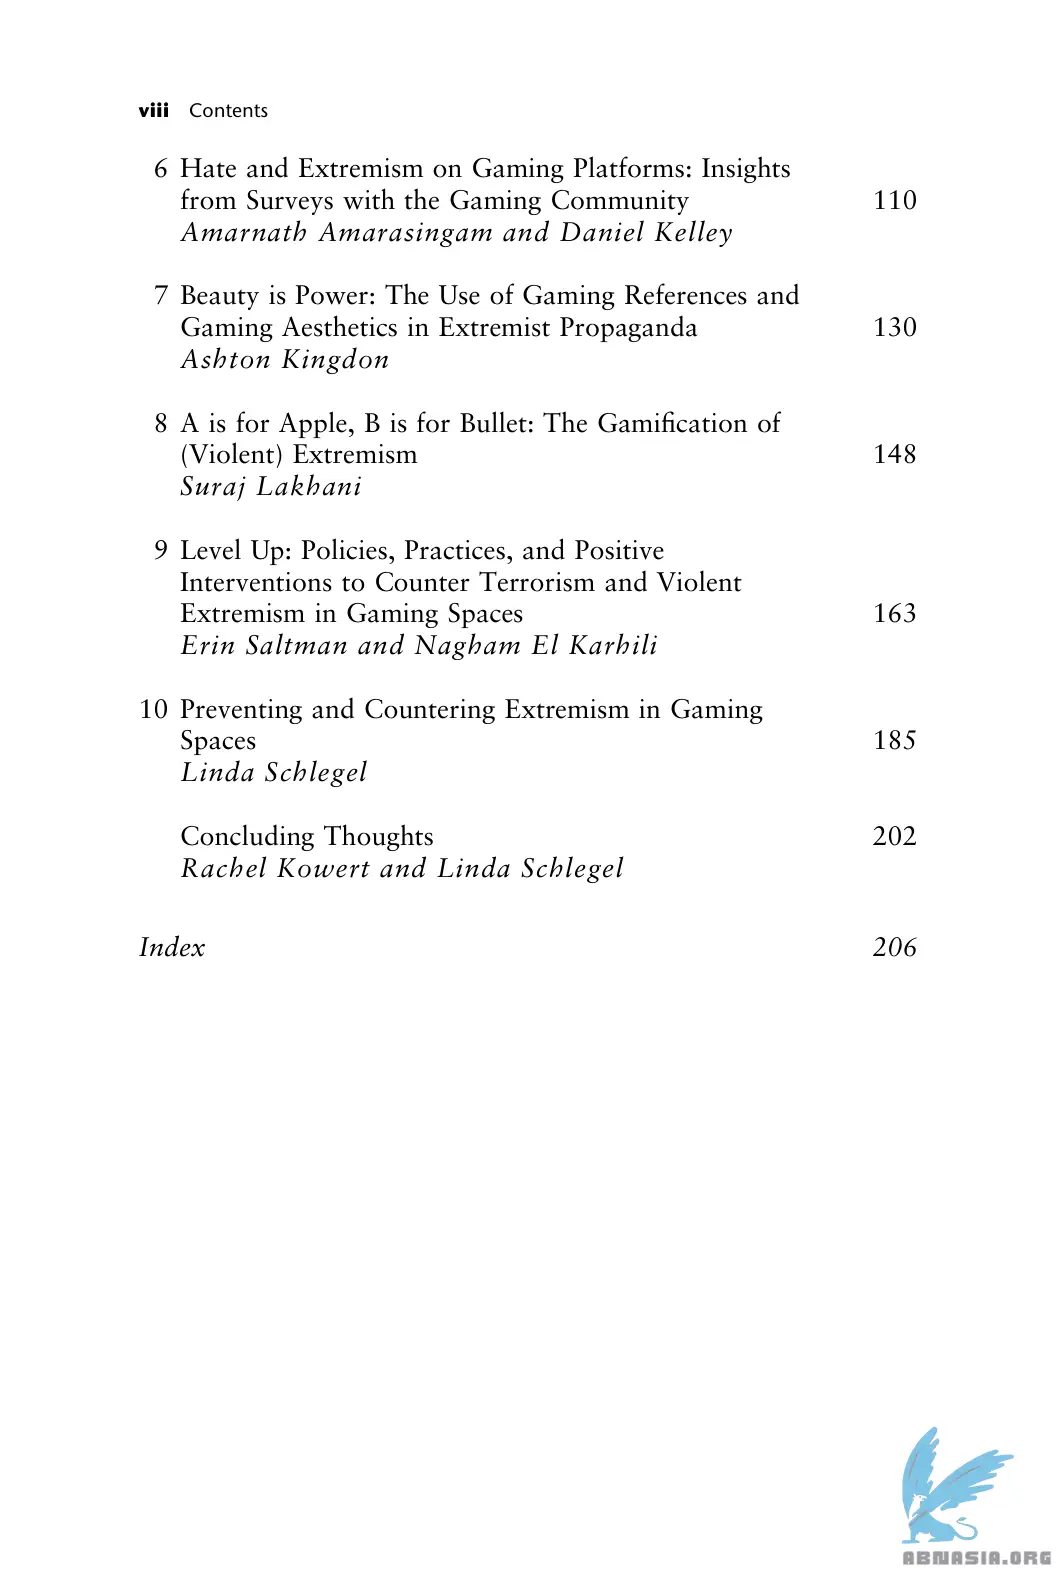 viii Contents
6 Hate and Extremism on Gaming Platforms: Insights
from Surveys with the Gaming Community 110
Amarnath Amarasingam and Daniel Kelley
7 Beauty is Power: The Use of Gaming References and
Gaming Aesthetics in Extremist Propaganda 130
Ashton Kingdon
8 A is for Apple, B is for Bullet: The Gamification of
(Violent) Extremism 148
Suraj Lakhani
9 Level Up: Policies, Practices, and Positive
Interventions to Counter Terrorism and Violent
Extremism in Gaming Spaces 163
Erin Saltman and Nagham El Karhili
10 Preventing and Countering Extremism in Gaming
Spaces 185
Linda Schlegel
Concluding Thoughts 202
Rachel Kowert and Linda Schlegel
Index 206
ABNASIA.ORG